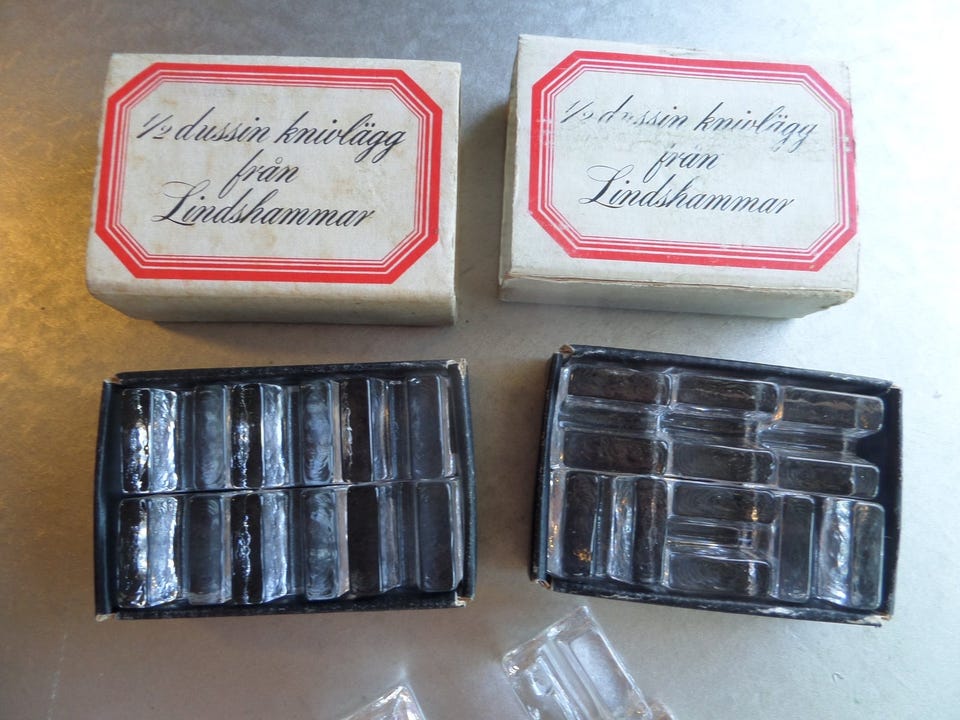 1/2 dussin knivlägg
från
Lindshammar
1/2 dussin knivlägg
från
Lindshammar